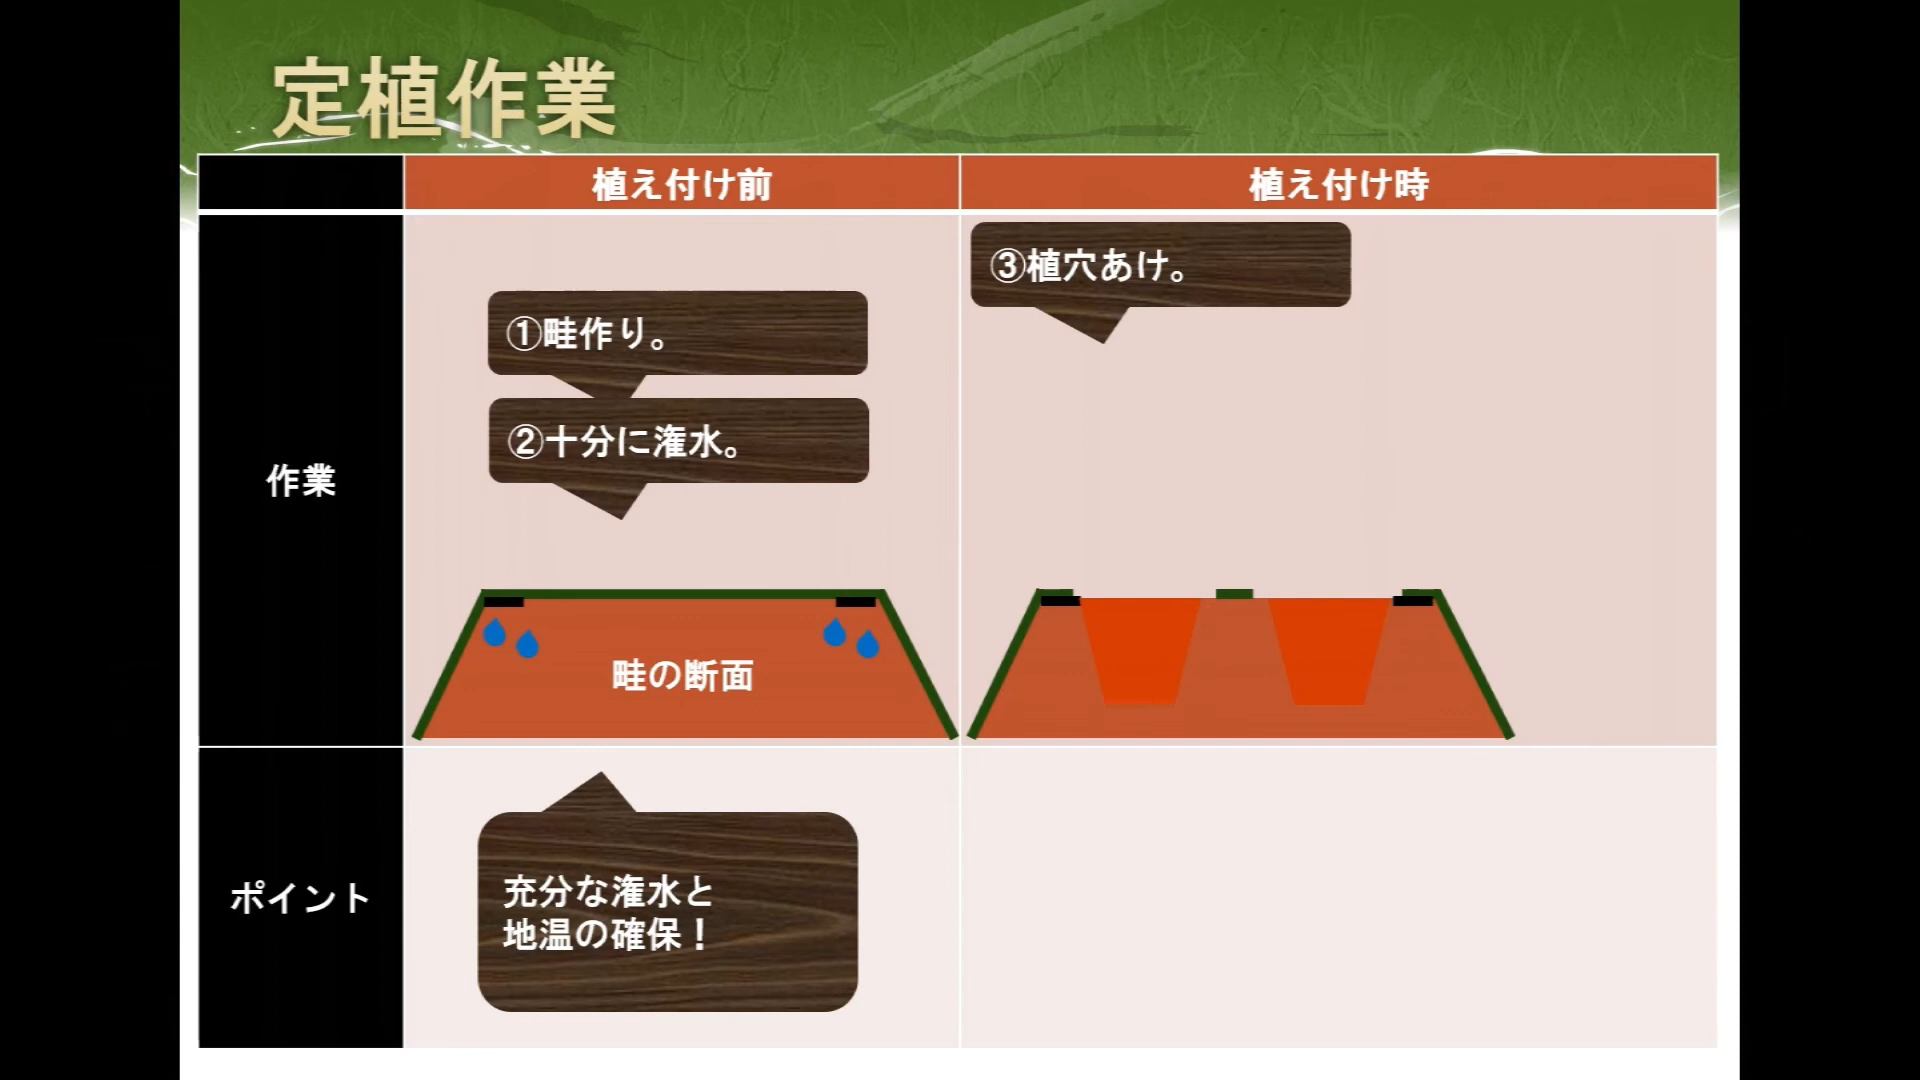 定植作業
植え付け前
植え付け時
作業
①畦作り。
②十分に潅水。
③植穴あけ。
畦の断面
ポイント
充分な潅水と
地温の確保！